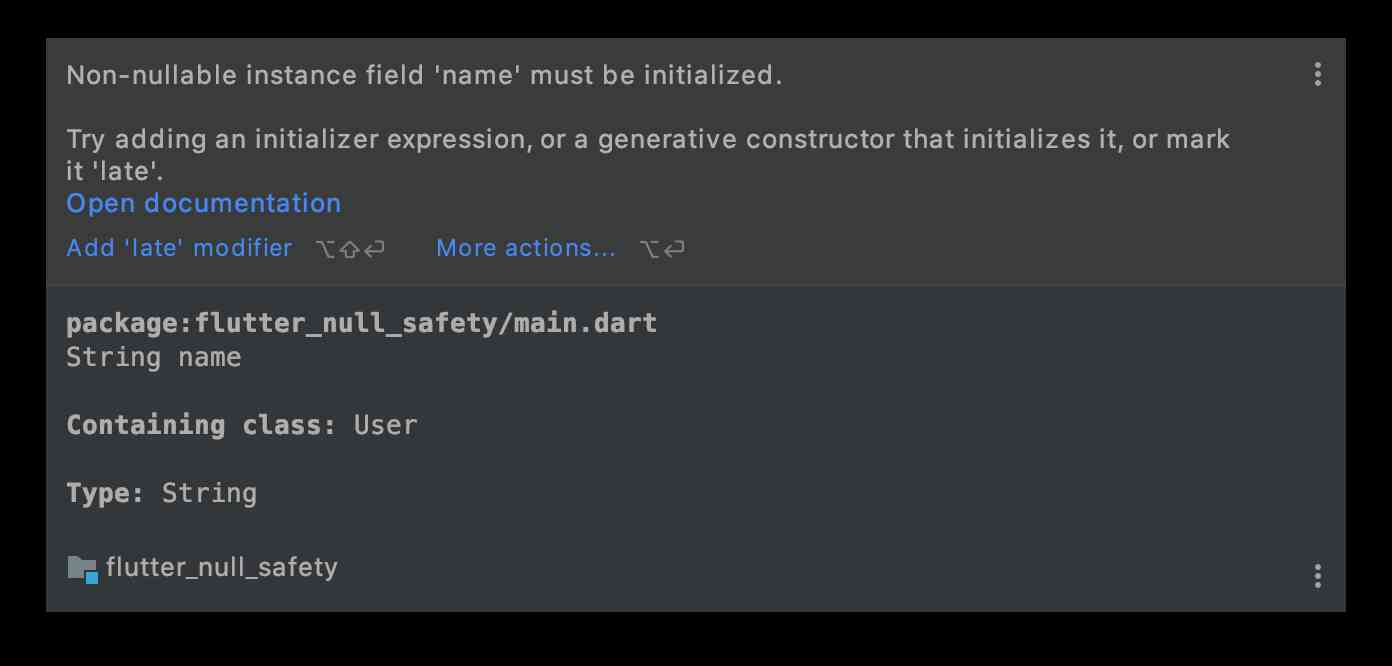 Non-nullable instance field 'name' must be initialized.
Try adding an initializer expression, or a generative constructor that initializes it, or mark
it 'late'.
Open documentation
Add 'late' modifier ⌥⇧⏎ More actions... ⌥⏎
package:flutter_null_safety/main.dart
String name
Containing class: User
Type: String
flutter_null_safety